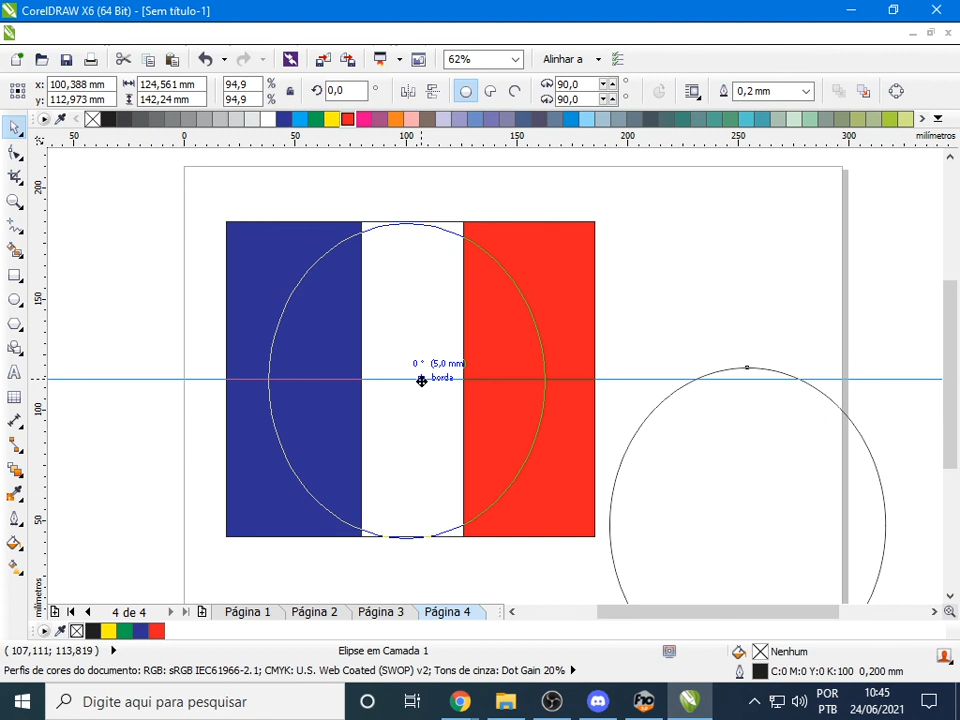 CorelDRAW X6 (64 Bit) - [Sem título-1]
62%
Alinhar a
x: 100,388 mm
y: 112,973 mm
124,561 mm
142,24 mm
94,9
94,9
%
%
0,0
°
90,0
90,0
°
0,2 mm
50 0 50 100 150 200 250 300 milímetros
200
150
100
50
milímetros
0 ° (5,0 mm)
borda
4 de 4
Página 1
Página 2
Página 3
Página 4
( 107,111; 113,819 )
Elipse em Camada 1
Nenhum
Perfis de cores do documento: RGB: sRGB IEC61966-2.1; CMYK: U.S. Web Coated (SWOP) v2; Tons de cinza: Dot Gain 20%
C:0 M:0 Y:0 K:100 0,200 mm
Digite aqui para pesquisar
POR
PTB
10:45
24/06/2021